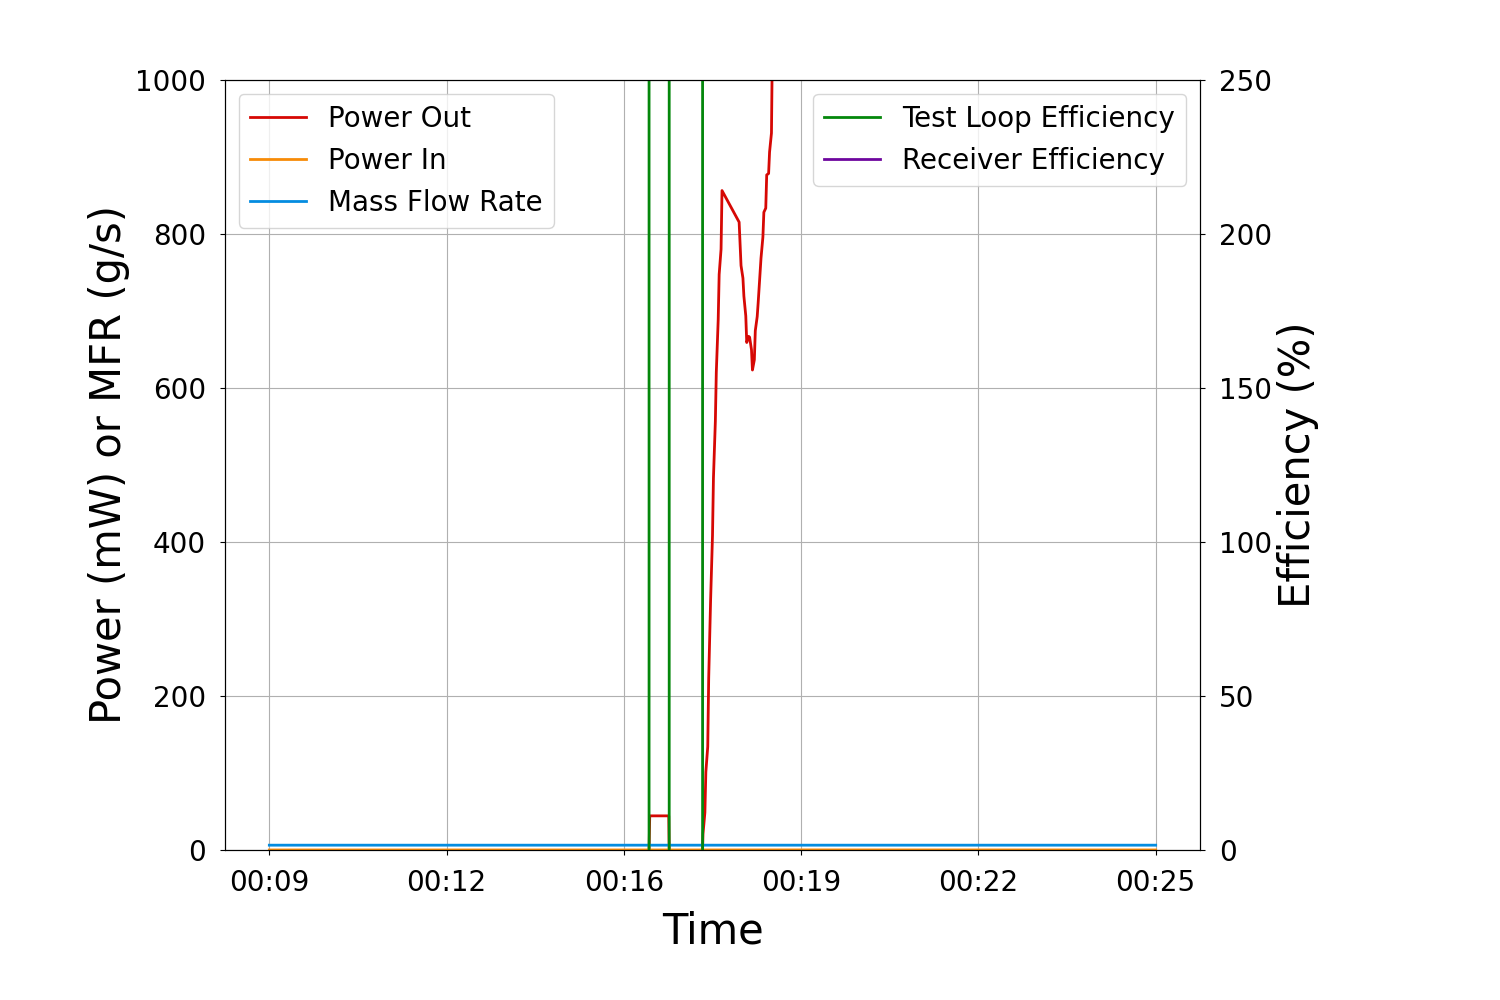 Power Out
Power In
Mass Flow Rate
Test Loop Efficiency
Receiver Efficiency
Power (mW) or MFR (g/s)
1000
800
600
400
200
0
250
200
150
100
50
0
Efficiency (%)
00:09 00:12 00:16 00:19 00:22 00:25
Time